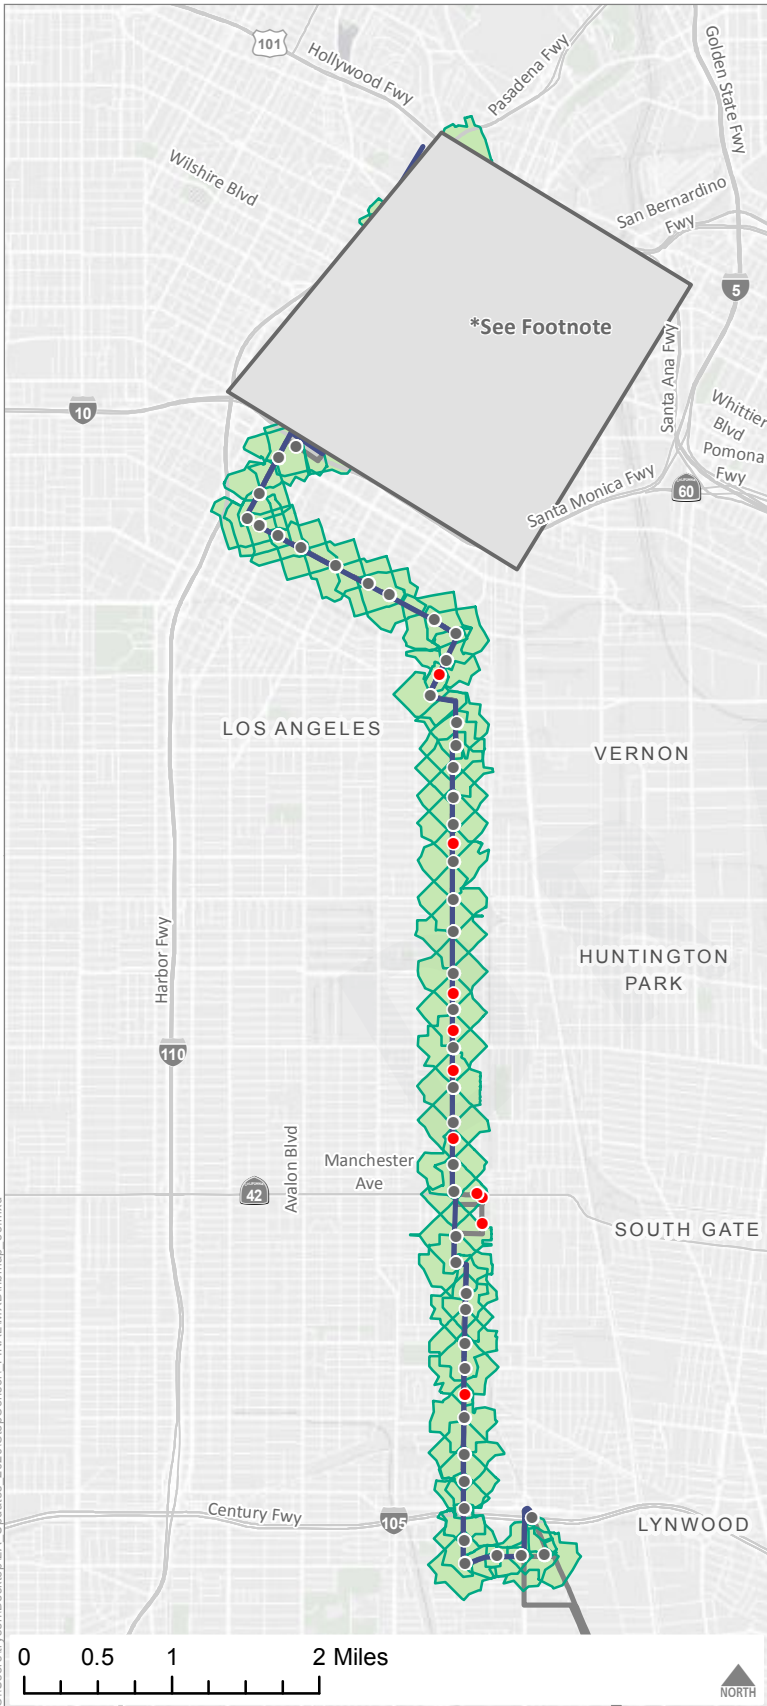 101
Hollywood Fwy
Pasadena Fwy
Golden State Fwy
Wilshire Blvd
San Bernardino
Fwy
5
*See Footnote
Santa Ana Fwy
10
Whittier
Blvd
Pomona
Fwy
60
Santa Monica Fwy
LOS ANGELES
VERNON
Harbor Fwy
HUNTINGTON
PARK
110
Avalon Blvd
Manchester
Ave
42
SOUTH GATE
Century Fwy
105
LYNWOOD
0 0.5 1 2 Miles
NORTH